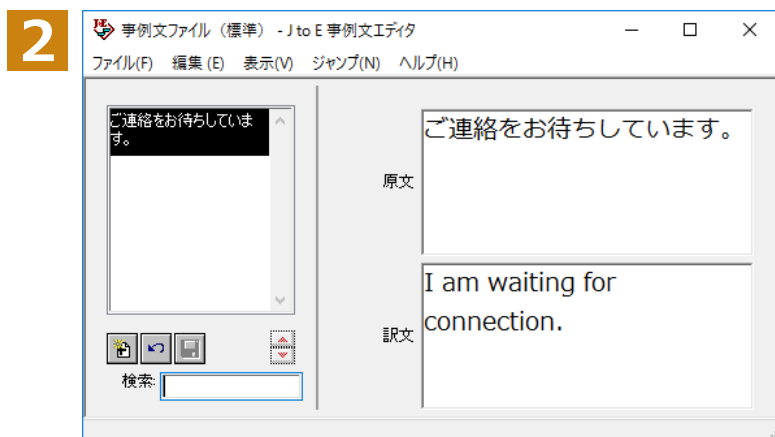 2
事例文ファイル（標準） - J to E 事例文エディタ
ファイル(F) 編集(E) 表示(V) ジャンプ(N) ヘルプ(H)
ご連絡をお待ちしていま
す。
原文
ご連絡をお待ちしています。
訳文
I am waiting for
connection.
検索: